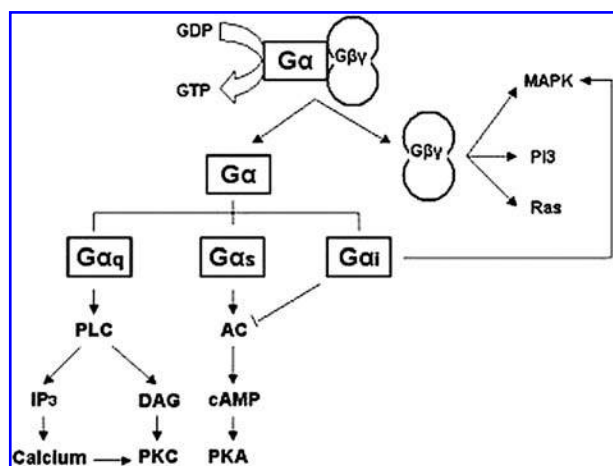 GDP
GTP
Gα
Gβγ
Gα
Gβγ
MAPK
PI3
Ras
Gαq
Gαs
Gαi
PLC
AC
IP3
DAG
cAMP
Calcium
PKC
PKA